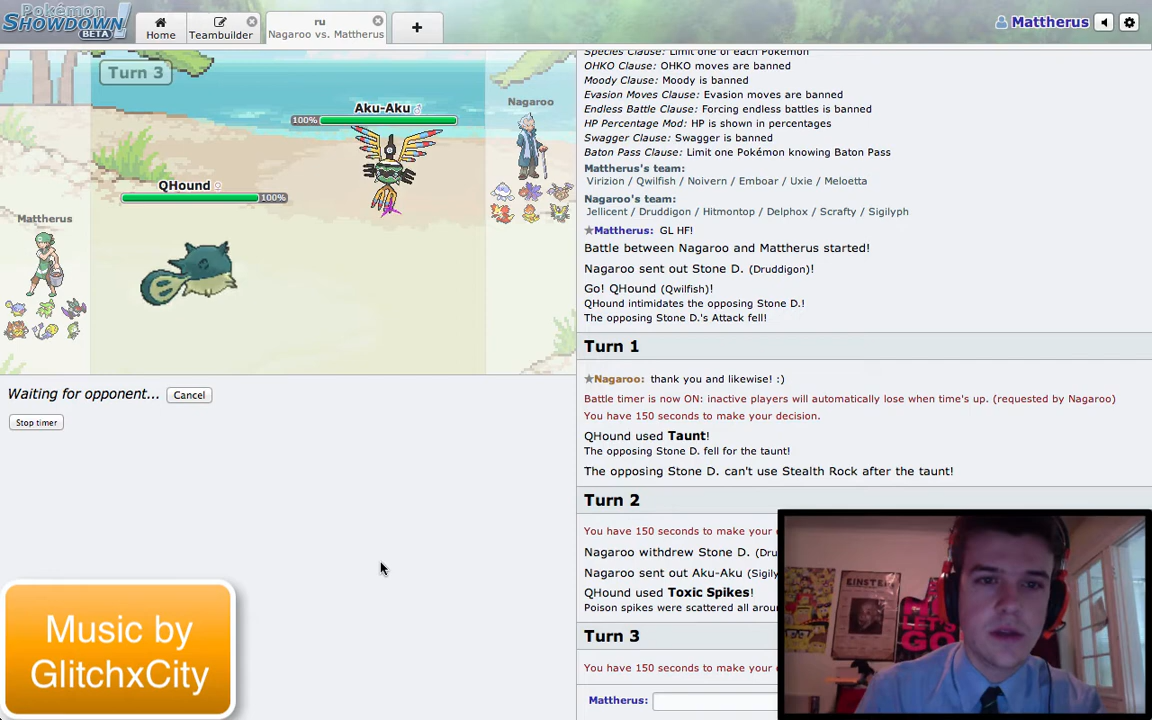 Pokémon
SHOWDOWN!
BETA
Home
Teambuilder
ru
Nagaroo vs. Mattherus
+
Mattherus
Turn 3
Aku-Aku
100%
Nagaroo
QHound
100%
Mattherus
Waiting for opponent... Cancel
Stop timer
Music by
GlitchxCity
Species Clause: Limit one of each Pokémon
OHKO Clause: OHKO moves are banned
Moody Clause: Moody is banned
Evasion Moves Clause: Evasion moves are banned
Endless Battle Clause: Forcing endless battles is banned
HP Percentage Mod: HP is shown in percentages
Swagger Clause: Swagger is banned
Baton Pass Clause: Limit one Pokémon knowing Baton Pass
Mattherus's team:
Virizion / Qwilfish / Noivern / Emboar / Uxie / Meloetta
Nagaroo's team:
Jellicent / Druddigon / Hitmontop / Delphox / Scrafty / Sigilyph
★Mattherus: GL HF!
Battle between Nagaroo and Mattherus started!
Nagaroo sent out Stone D. (Druddigon)!
Go! QHound (Qwilfish)!
QHound intimidates the opposing Stone D.!
The opposing Stone D.'s Attack fell!
Turn 1
★Nagaroo: thank you and likewise! :)
Battle timer is now ON: inactive players will automatically lose when time's up. (requested by Nagaroo)
You have 150 seconds to make your decision.
QHound used Taunt!
The opposing Stone D. fell for the taunt!
The opposing Stone D. can't use Stealth Rock after the taunt!
Turn 2
You have 150 seconds to make your
Nagaroo withdrew Stone D. (Dru
Nagaroo sent out Aku-Aku (Sigily
QHound used Toxic Spikes!
Poison spikes were scattered all arou
Turn 3
You have 150 seconds to make your
Mattherus:
EINSTEIN
LET'S
GO